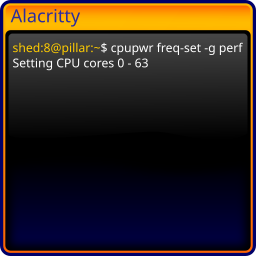 Alacritty
shed:8@pillar:~$ cpupwr freq-set -g perf
Setting CPU cores 0 - 63